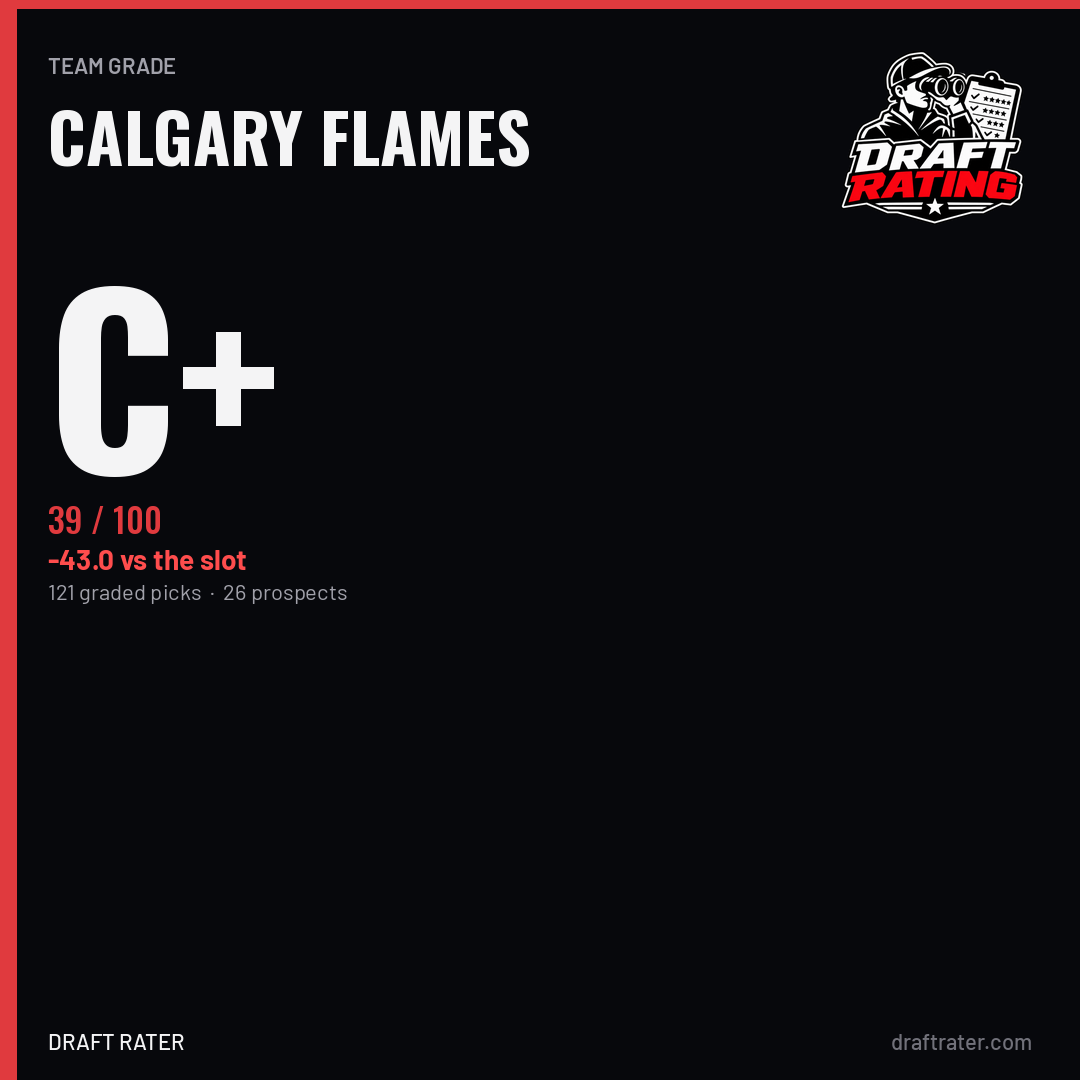 TEAM GRADE
CALGARY FLAMES
DRAFT
RATING
C+
39 / 100
-43.0 vs the slot
121 graded picks · 26 prospects
DRAFT RATER
draftrater.com